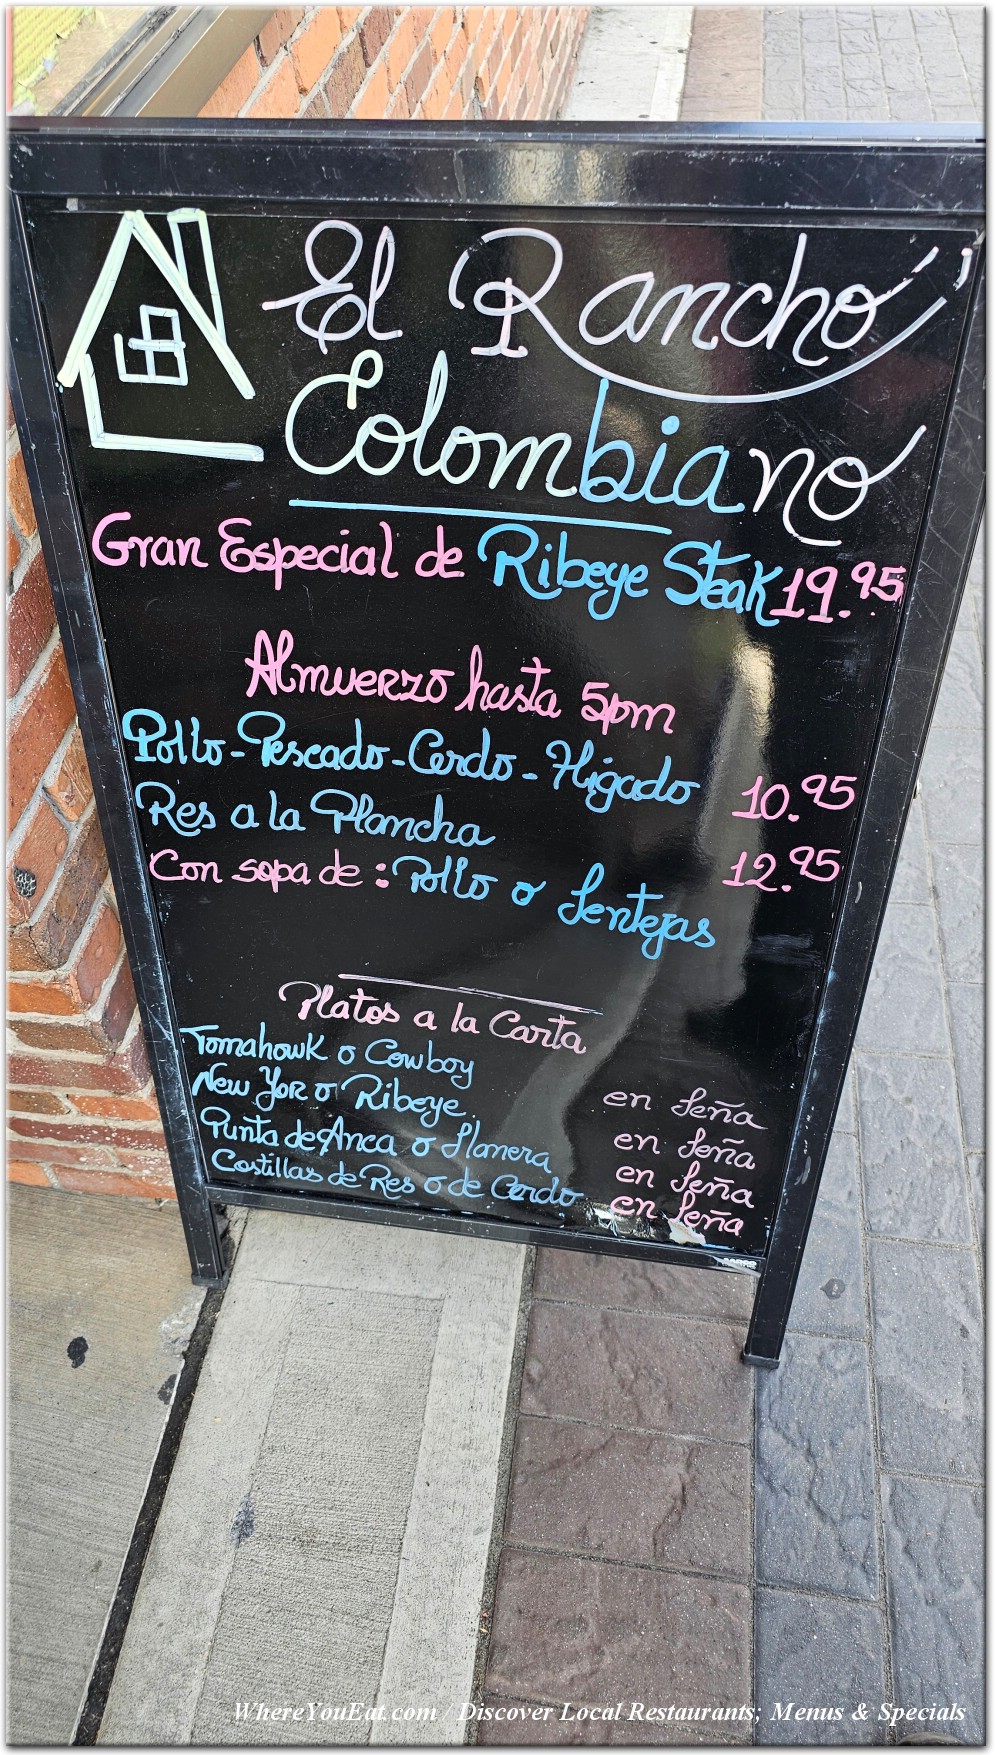 El Rancho
Colombiano
Gran Especial de Ribeye Steak 19.95
Almuerzo hasta 5pm
Pollo - Pescado - Cerdo - Higado 10.95
Res a la Plancha 12.95
Con sopa de : Pollo o Lentejas
Platos a la Carta
Tomahowk o Cowboy en Leña
New Yor o Ribeye en Leña
Punta de Anca o Llanera en Leña
Costillas de Res o de Cerdo en Leña
WhereYouEat.com / Discover Local Restaurants; Menus & Specials